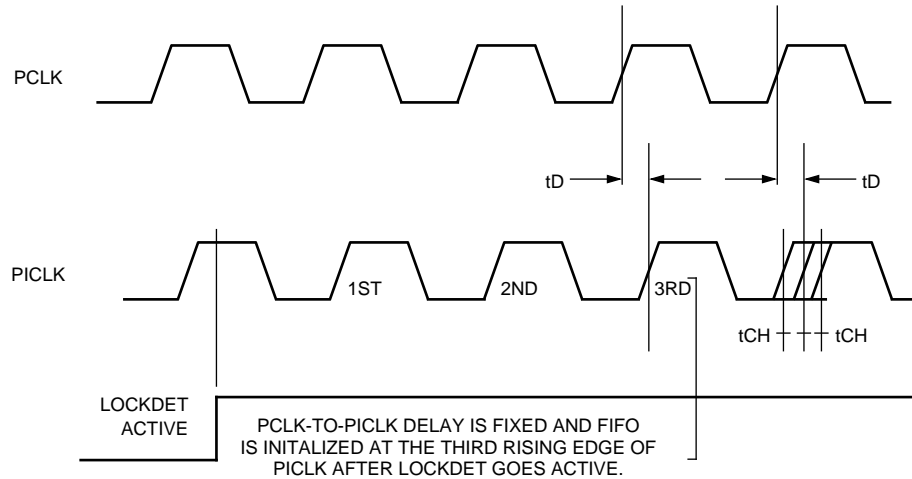 PCLK
tD
tD
PICLK
1ST
2ND
3RD
tCH
tCH
LOCKDET
ACTIVE
PCLK-TO-PICLK DELAY IS FIXED AND FIFO
IS INITALIZED AT THE THIRD RISING EDGE OF
PICLK AFTER LOCKDET GOES ACTIVE.